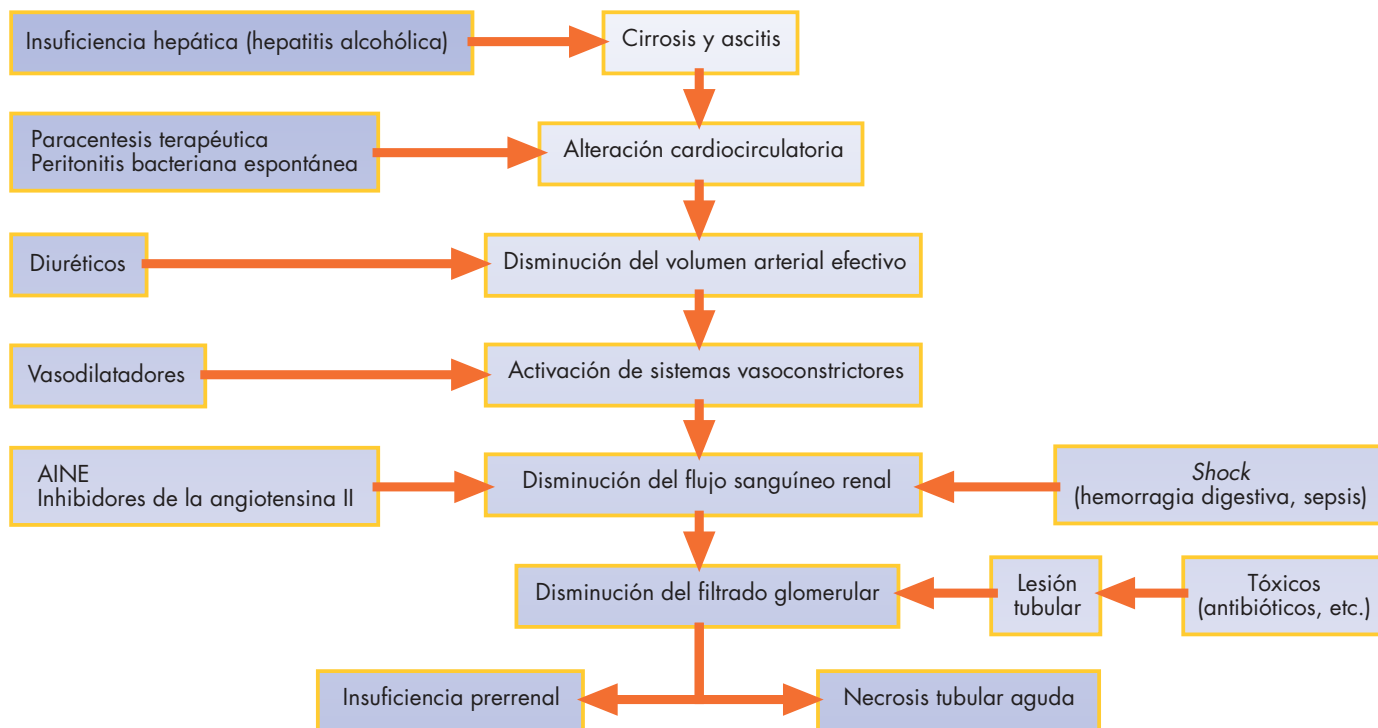 Insuficiencia hepática (hepatitis alcohólica)
Cirrosis y ascitis
Paracentesis terapéutica
Peritonitis bacteriana espontánea
Alteración cardiocirculatoria
Diuréticos
Disminución del volumen arterial efectivo
Vasodilatadores
Activación de sistemas vasoconstrictores
AINE
Inhibidores de la angiotensina II
Disminución del flujo sanguíneo renal
Shock
(hemorragia digestiva, sepsis)
Disminución del filtrado glomerular
Lesión
tubular
Tóxicos
(antibióticos, etc.)
Insuficiencia prerrenal
Necrosis tubular aguda